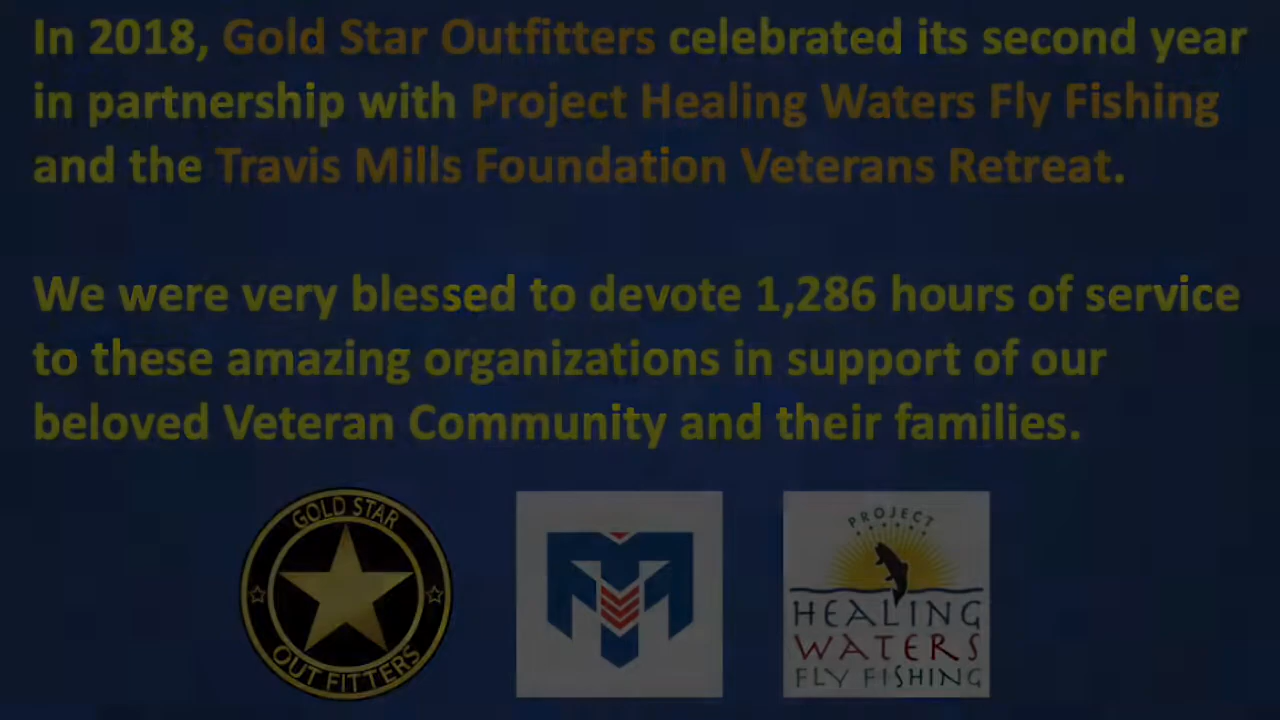 In 2018, Gold Star Outfitters celebrated its second year
in partnership with Project Healing Waters Fly Fishing
and the Travis Mills Foundation Veterans Retreat.
We were very blessed to devote 1,286 hours of service
to these amazing organizations in support of our
beloved Veteran Community and their families.
GOLD STAR
OUTFITTERS
PROJECT
HEALING
WATERS
FLY FISHING